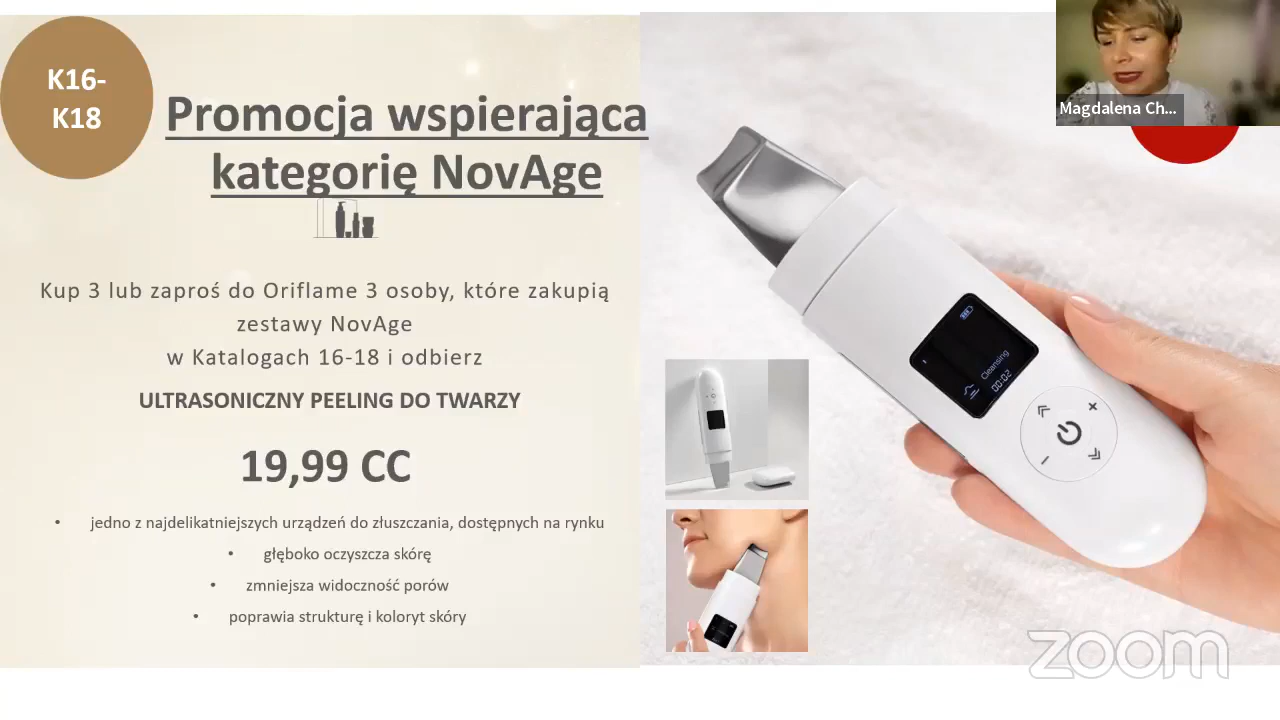 K16-
K18
Promocja wspierająca
kategorię NovAge
Kup 3 lub zaproś do Oriflame 3 osoby, które zakupią
zestawy NovAge
w Katalogach 16-18 i odbierz
ULTRASONICZNY PEELING DO TWARZY
19,99 CC
• jedno z najdelikatniejszych urządzeń do złuszczania, dostępnych na rynku
• głęboko oczyszcza skórę
• zmniejsza widoczność porów
• poprawia strukturę i koloryt skóry
Magdalena Ch...
Cleansing
00:02
zoom